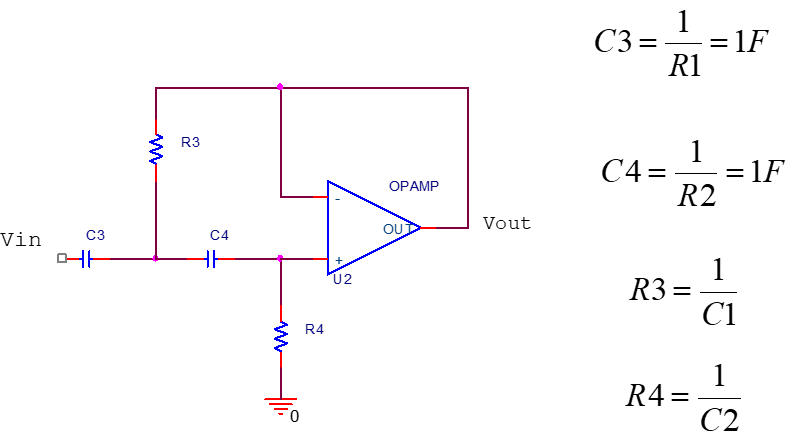 C3 = 1/R1 = 1F
R3
OPAMP
C4 = 1/R2 = 1F
-
Vin
C3
C4
OUT
Vout
+
U2
R3 = 1/C1
R4
0
R4 = 1/C2